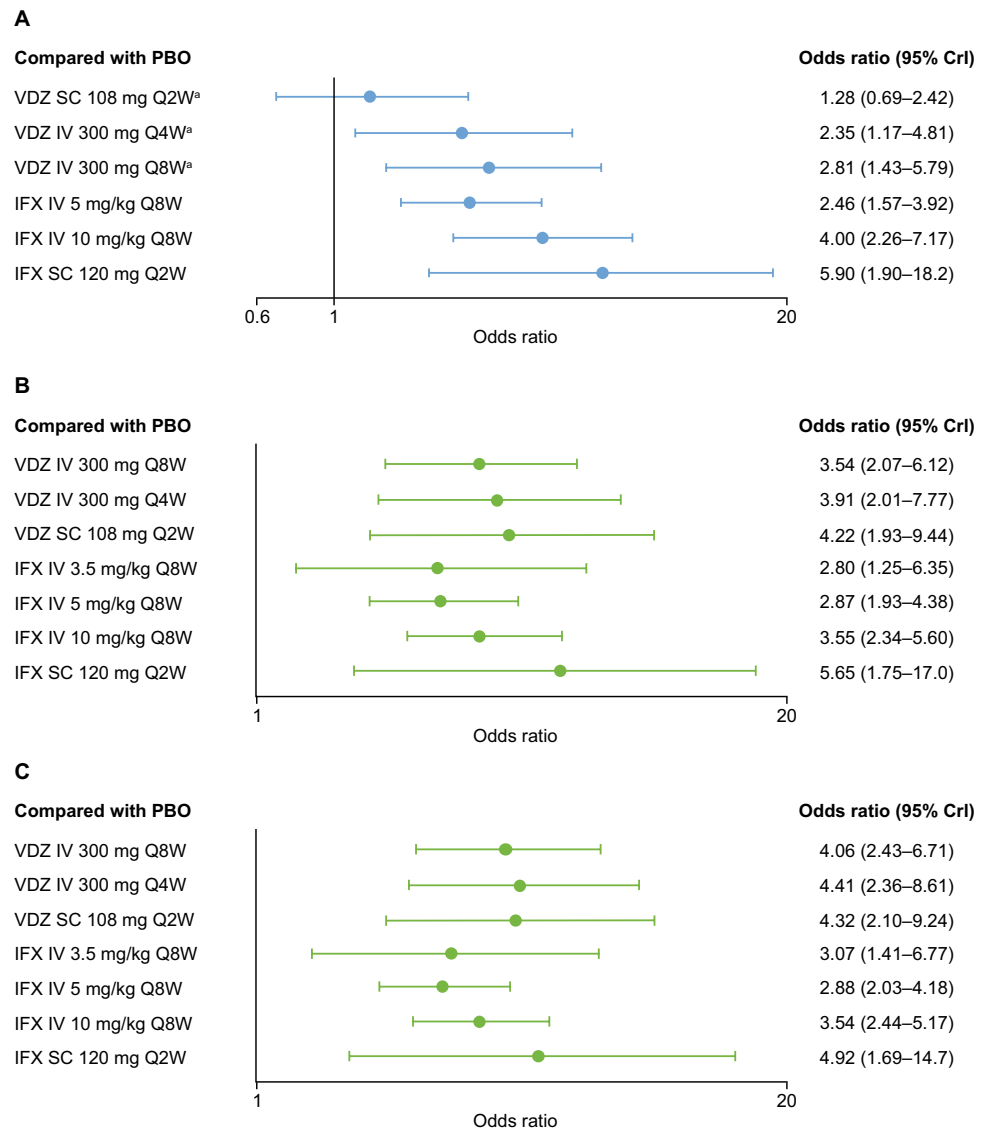 A
Compared with PBO Odds ratio (95% CrI)
VDZ SC 108 mg Q2Wᵃ 1.28 (0.69–2.42)
VDZ IV 300 mg Q4Wᵃ 2.35 (1.17–4.81)
VDZ IV 300 mg Q8Wᵃ 2.81 (1.43–5.79)
IFX IV 5 mg/kg Q8W 2.46 (1.57–3.92)
IFX IV 10 mg/kg Q8W 4.00 (2.26–7.17)
IFX SC 120 mg Q2W 5.90 (1.90–18.2)
0.6 1 20
Odds ratio
B
Compared with PBO Odds ratio (95% CrI)
VDZ IV 300 mg Q8W 3.54 (2.07–6.12)
VDZ IV 300 mg Q4W 3.91 (2.01–7.77)
VDZ SC 108 mg Q2W 4.22 (1.93–9.44)
IFX IV 3.5 mg/kg Q8W 2.80 (1.25–6.35)
IFX IV 5 mg/kg Q8W 2.87 (1.93–4.38)
IFX IV 10 mg/kg Q8W 3.55 (2.34–5.60)
IFX SC 120 mg Q2W 5.65 (1.75–17.0)
1 20
Odds ratio
C
Compared with PBO Odds ratio (95% CrI)
VDZ IV 300 mg Q8W 4.06 (2.43–6.71)
VDZ IV 300 mg Q4W 4.41 (2.36–8.61)
VDZ SC 108 mg Q2W 4.32 (2.10–9.24)
IFX IV 3.5 mg/kg Q8W 3.07 (1.41–6.77)
IFX IV 5 mg/kg Q8W 2.88 (2.03–4.18)
IFX IV 10 mg/kg Q8W 3.54 (2.44–5.17)
IFX SC 120 mg Q2W 4.92 (1.69–14.7)
1 20
Odds ratio